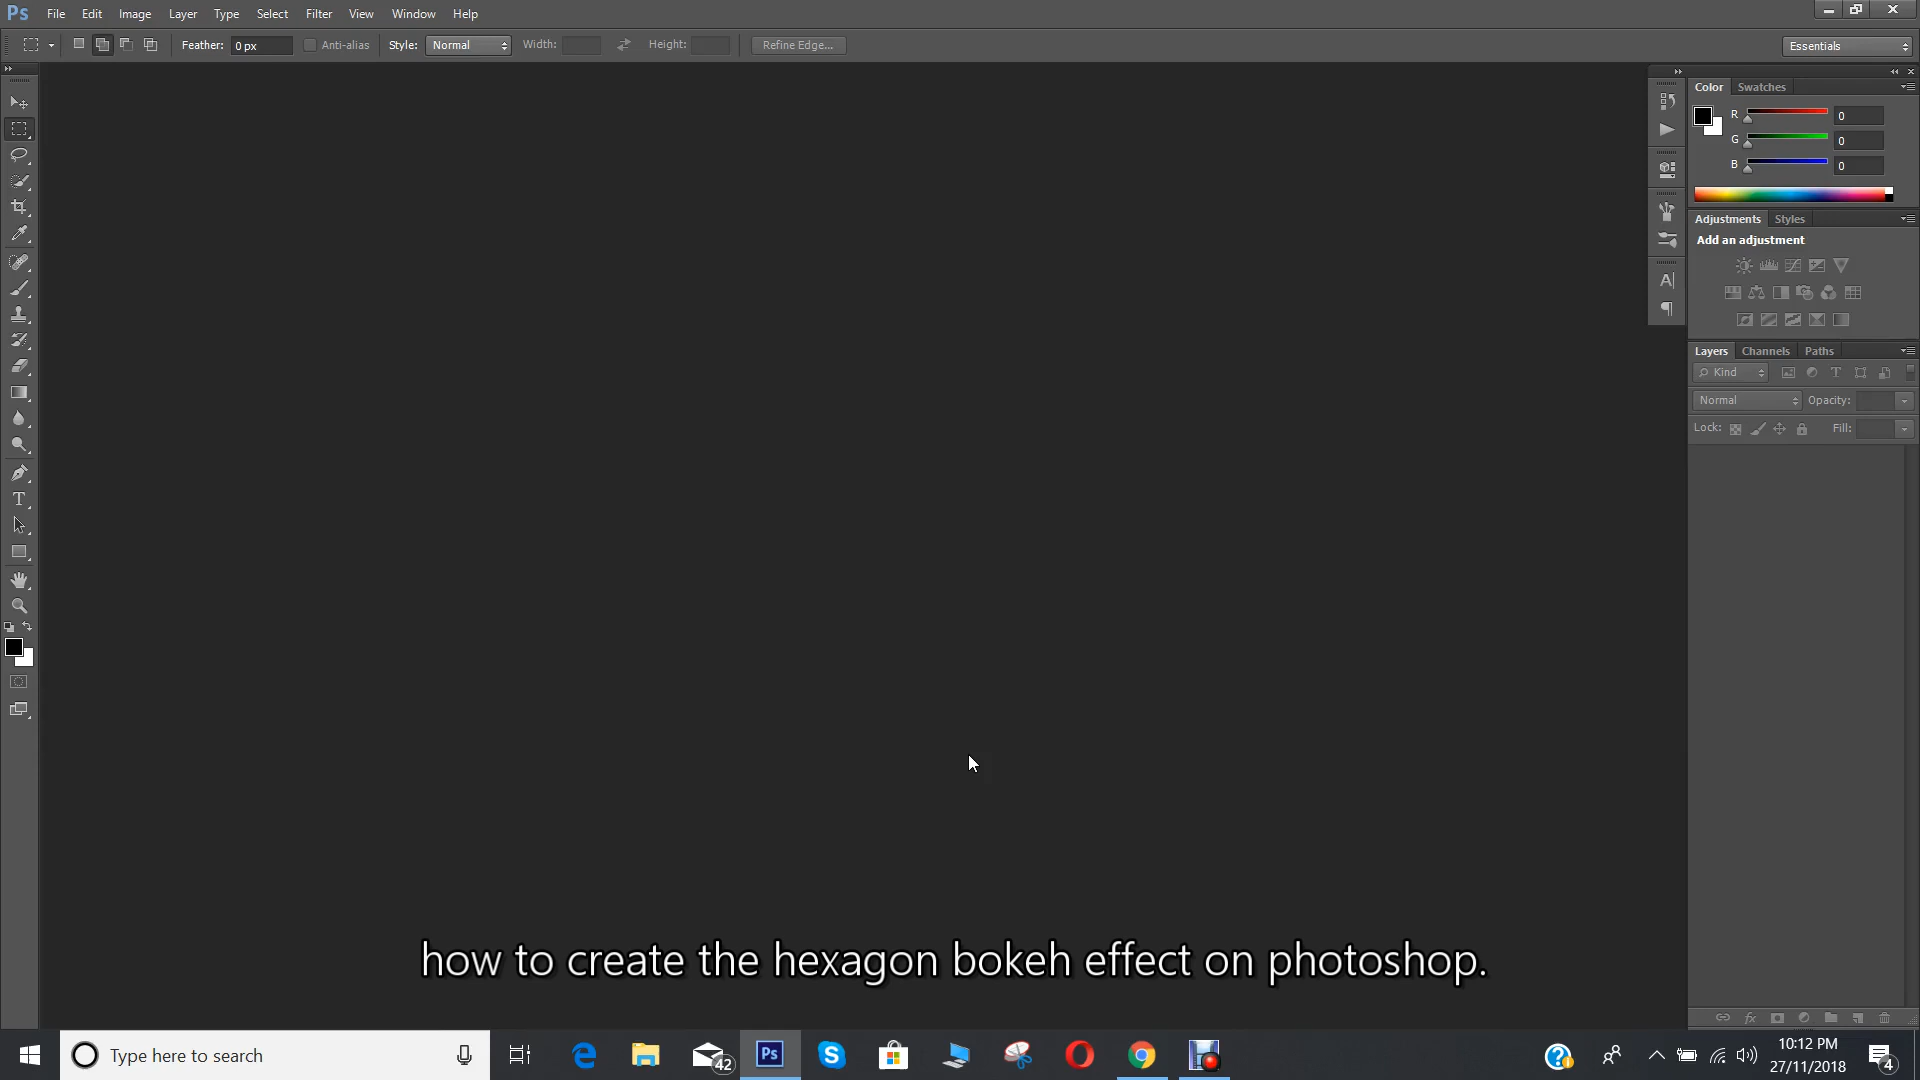 Ps File Edit Image Layer Type Select Filter View Window Help
Feather: 0 px Anti-alias Style: Normal Width: Height: Refine Edge... Essentials
Color Swatches
R 0
G 0
B 0
Adjustments Styles
Add an adjustment
Layers Channels Paths
Kind
Normal Opacity:
Lock: Fill:
how to create the hexagon bokeh effect on photoshop.
Type here to search 42 Ps 10:12 PM
27/11/2018 4